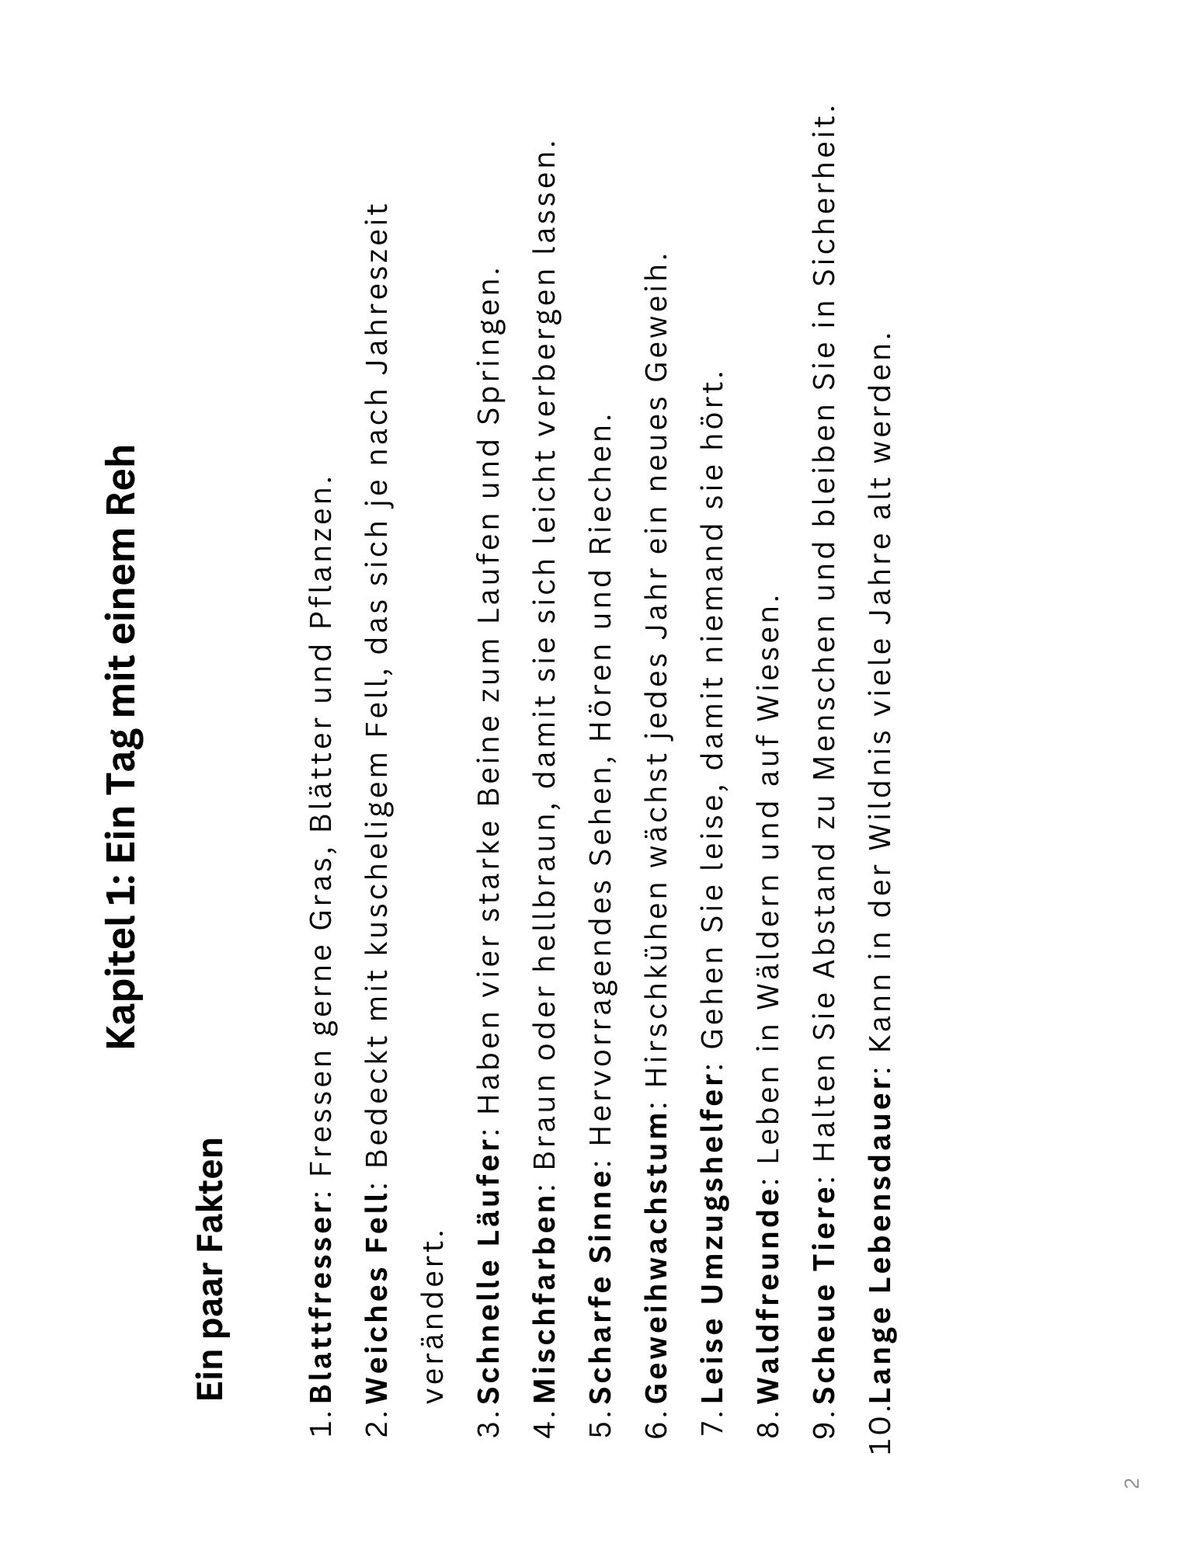 Kapitel 1: Ein Tag mit einem Reh
Ein paar Fakten
1. Blattfresser: Fressen gerne Gras, Blätter und Pflanzen.
2. Weiches Fell: Bedeckt mit kuscheligem Fell, das sich je nach Jahreszeit
verändert.
3. Schnelle Läufer: Haben vier starke Beine zum Laufen und Springen.
4. Mischfarben: Braun oder hellbraun, damit sie sich leicht verbergen lassen.
5. Scharfe Sinne: Hervorragendes Sehen, Hören und Riechen.
6. Geweihwachstum: Hirschkühen wächst jedes Jahr ein neues Geweih.
7. Leise Umzugshelfer: Gehen Sie leise, damit niemand sie hört.
8. Waldfreunde: Leben in Wäldern und auf Wiesen.
9. Scheue Tiere: Halten Sie Abstand zu Menschen und bleiben Sie in Sicherheit.
10. Lange Lebensdauer: Kann in der Wildnis viele Jahre alt werden.
2